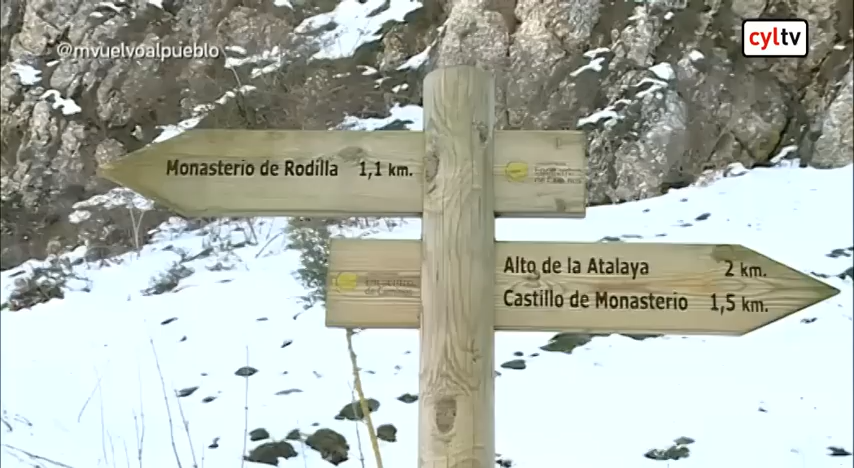 @mvuelvoalpueblo
cyltv
Monasterio de Rodilla 1,1 km.
Alto de la Atalaya 2 km.
Castillo de Monasterio 1,5 km.